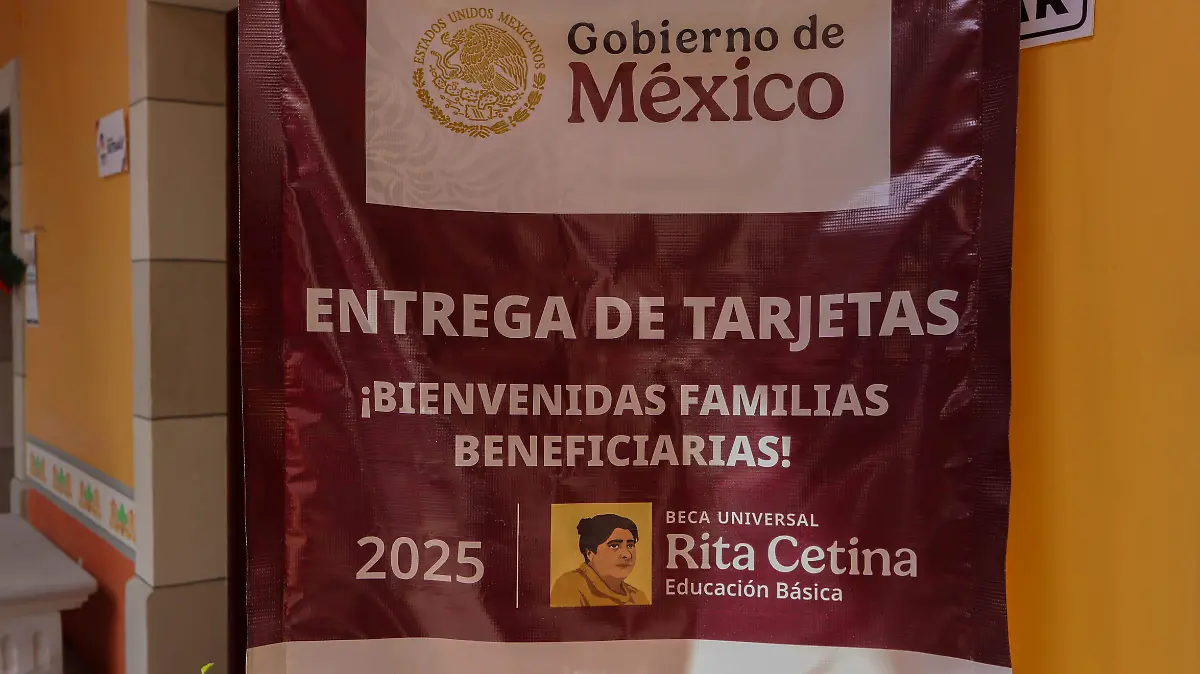 ESTADOS UNIDOS MEXICANOS
Gobierno de
México
ENTREGA DE TARJETAS
¡BIENVENIDAS FAMILIAS
BENEFICIARIAS!
2025
BECA UNIVERSAL
Rita Cetina
Educación Básica